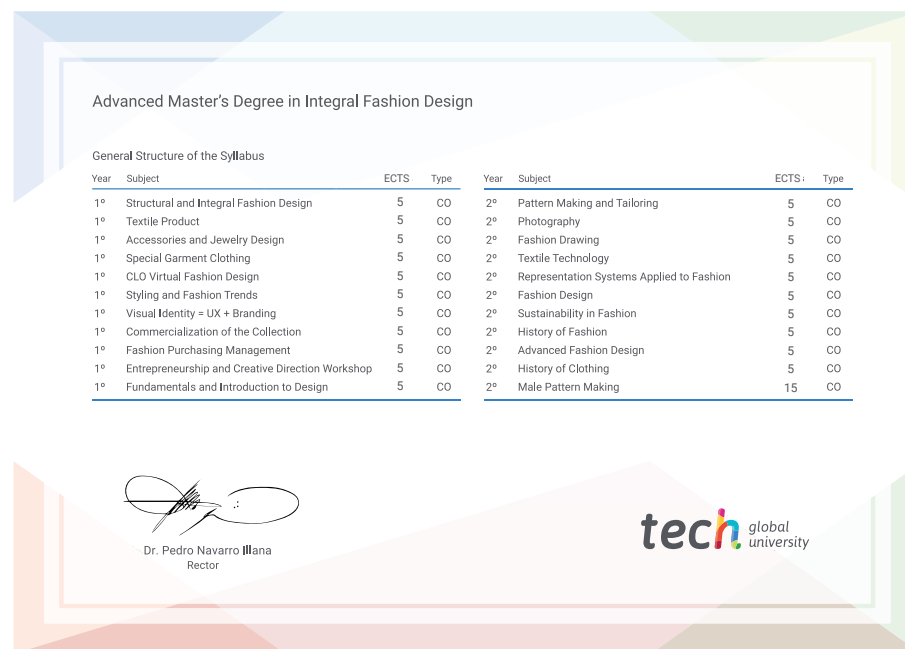 Advanced Master's Degree in Integral Fashion Design
General Structure of the Syllabus
Year Subject ECTS Type
1º Structural and Integral Fashion Design 5 CO
1º Textile Product 5 CO
1º Accessories and Jewelry Design 5 CO
1º Special Garment Clothing 5 CO
1º CLO Virtual Fashion Design 5 CO
1º Styling and Fashion Trends 5 CO
1º Visual Identity = UX + Branding 5 CO
1º Commercialization of the Collection 5 CO
1º Fashion Purchasing Management 5 CO
1º Entrepreneurship and Creative Direction Workshop 5 CO
1º Fundamentals and Introduction to Design 5 CO
Year Subject ECTS Type
2º Pattern Making and Tailoring 5 CO
2º Photography 5 CO
2º Fashion Drawing 5 CO
2º Textile Technology 5 CO
2º Representation Systems Applied to Fashion 5 CO
2º Fashion Design 5 CO
2º Sustainability in Fashion 5 CO
2º History of Fashion 5 CO
2º Advanced Fashion Design 5 CO
2º History of Clothing 5 CO
2º Male Pattern Making 15 CO
Dr. Pedro Navarro Illana
Rector
tech global university